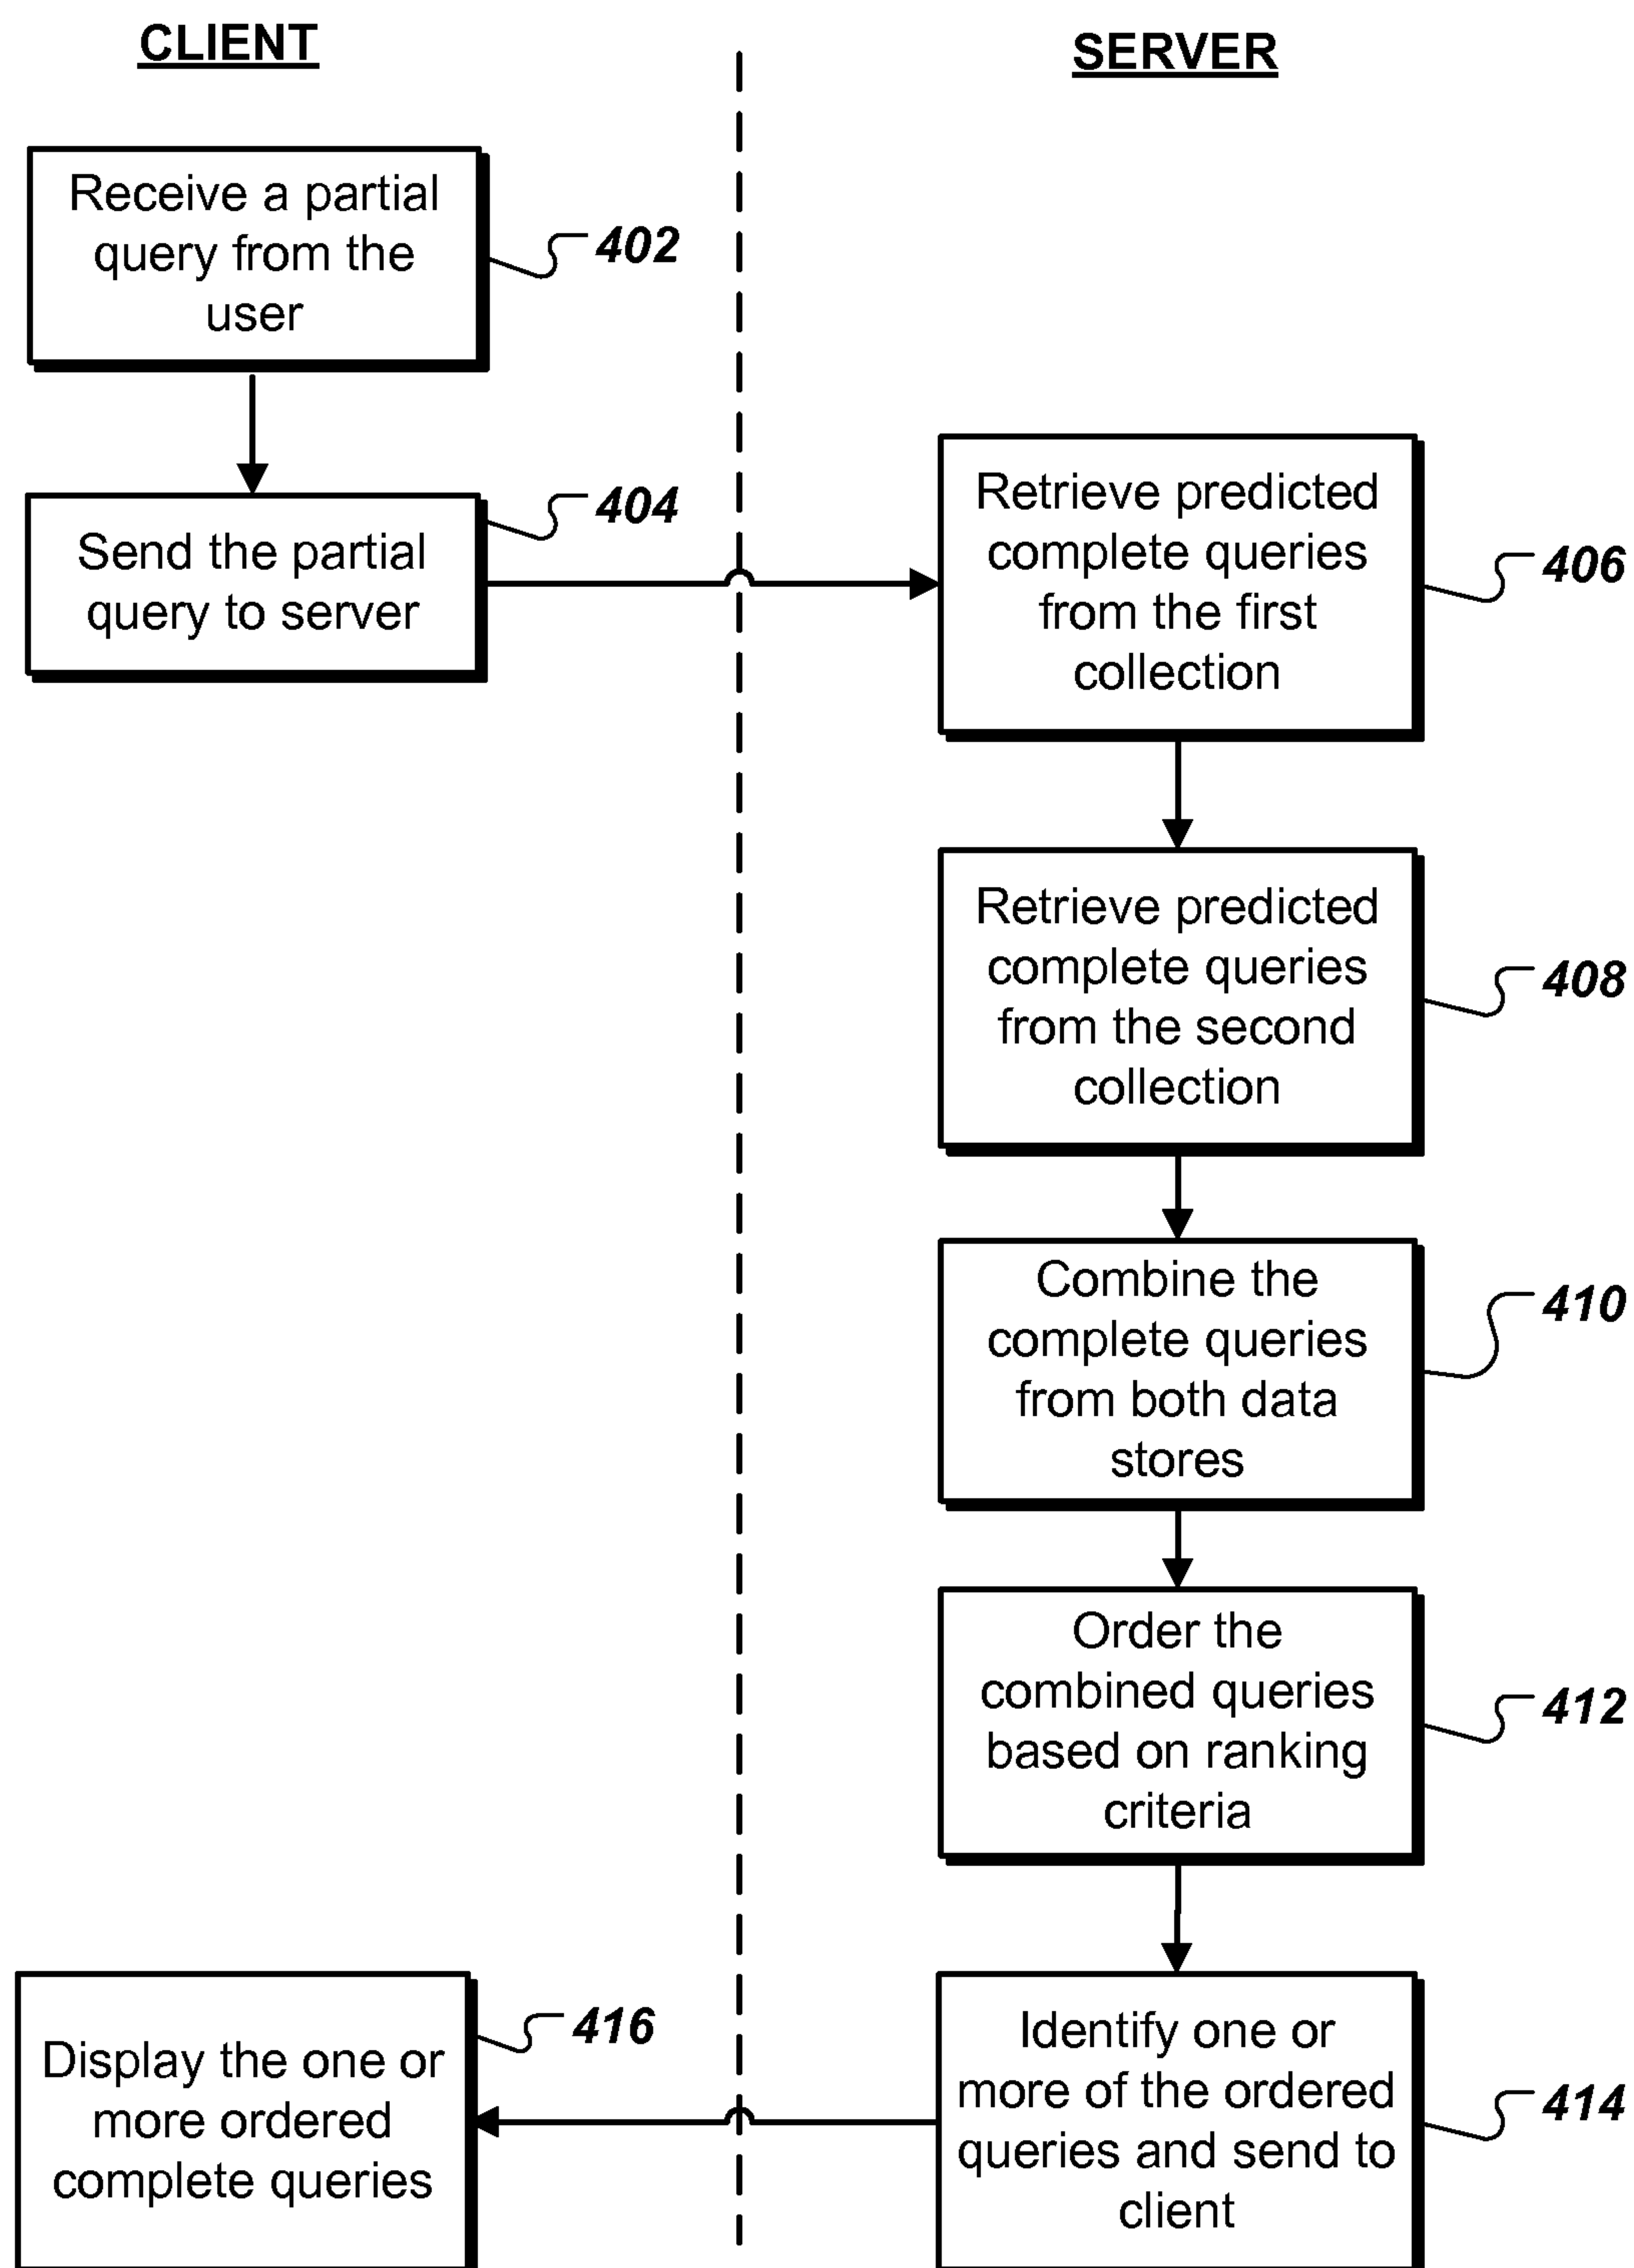 CLIENT
SERVER
Receive a partial
query from the
user
402
Send the partial
query to server
404
Retrieve predicted
complete queries
from the first
collection
406
Retrieve predicted
complete queries
from the second
collection
408
Combine the
complete queries
from both data
stores
410
Order the
combined queries
based on ranking
criteria
412
Identify one or
more of the ordered
queries and send to
client
414
Display the one or
more ordered
complete queries
416